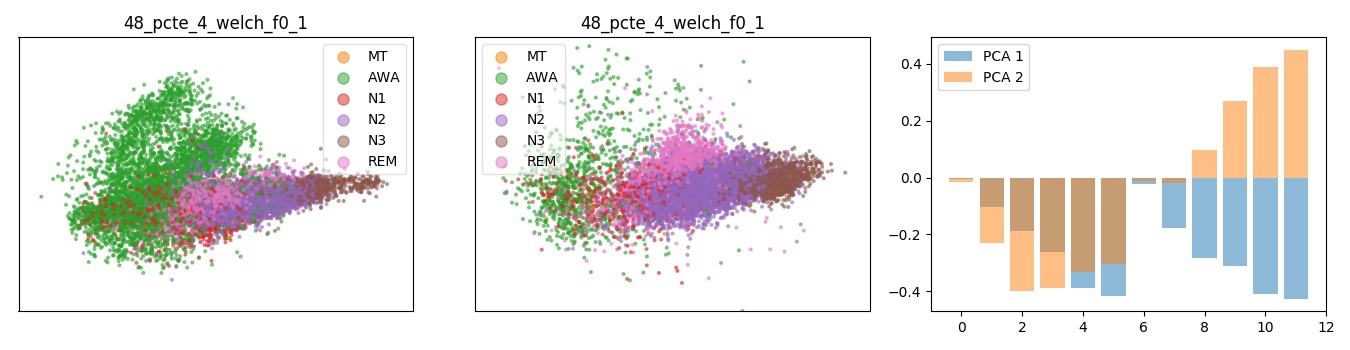 48_pcte_4_welch_f0_1
MT
AWA
N1
N2
N3
REM
48_pcte_4_welch_f0_1
MT
AWA
N1
N2
N3
REM
PCA 1
PCA 2
0.4
0.2
0.0
−0.2
−0.4
0 2 4 6 8 10 12